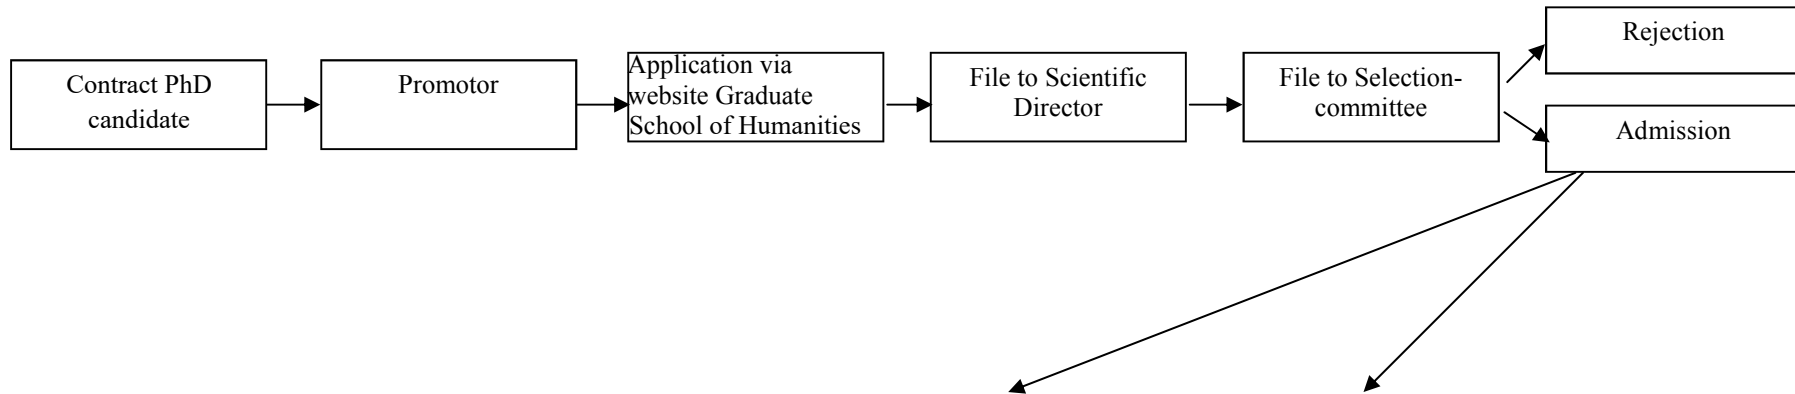 Contract PhD
candidate
Promotor
Application via
website Graduate
School of Humanities
File to Scientific
Director
File to Selection-
committee
Rejection
Admission